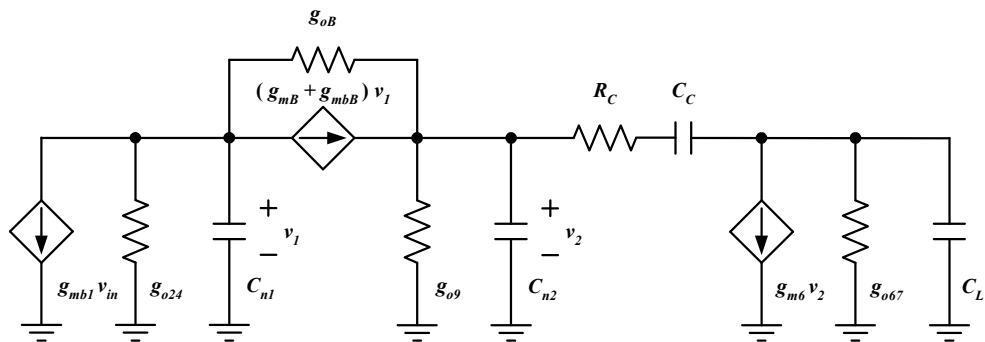 g_oB
(g_mB + g_mbB) v_1
R_C
C_C
+
v_1
−
+
v_2
−
g_mb1 v_in
g_o24
C_n1
g_o9
C_n2
g_m6 v_2
g_o67
C_L